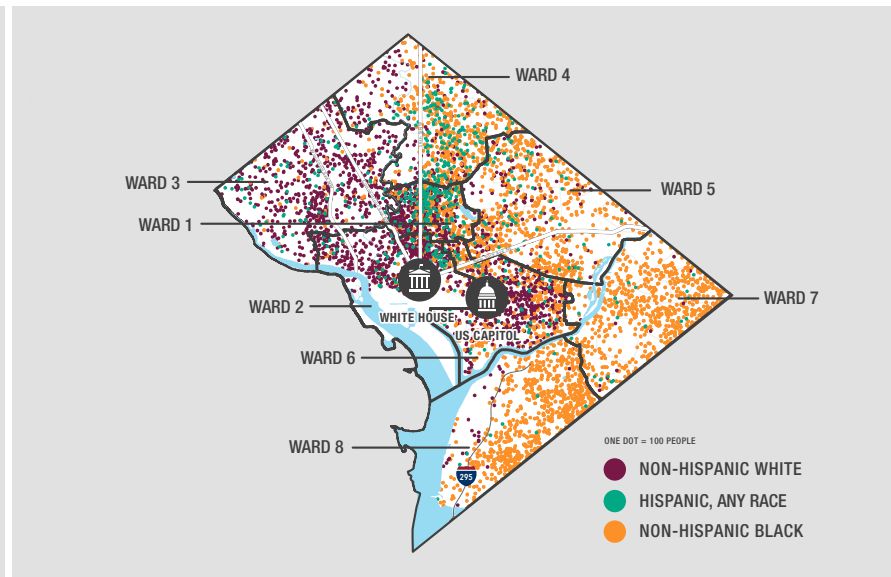 WARD 4
WARD 3
WARD 5
WARD 1
WARD 7
WARD 2
WHITE HOUSE
US CAPITOL
WARD 6
WARD 8
295
ONE DOT = 100 PEOPLE
NON-HISPANIC WHITE
HISPANIC, ANY RACE
NON-HISPANIC BLACK